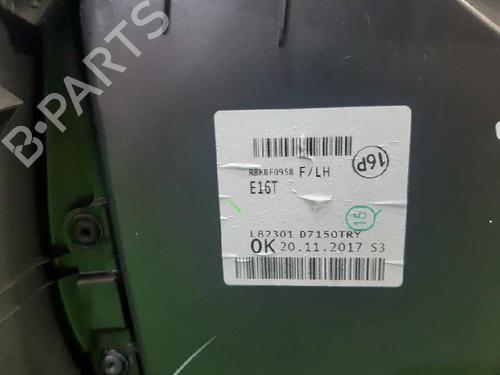 B-PARTS
16P
RBKBF0958 F/LH
E16T
16
L82301 D7150TRY
OK 20.11.2017 S3